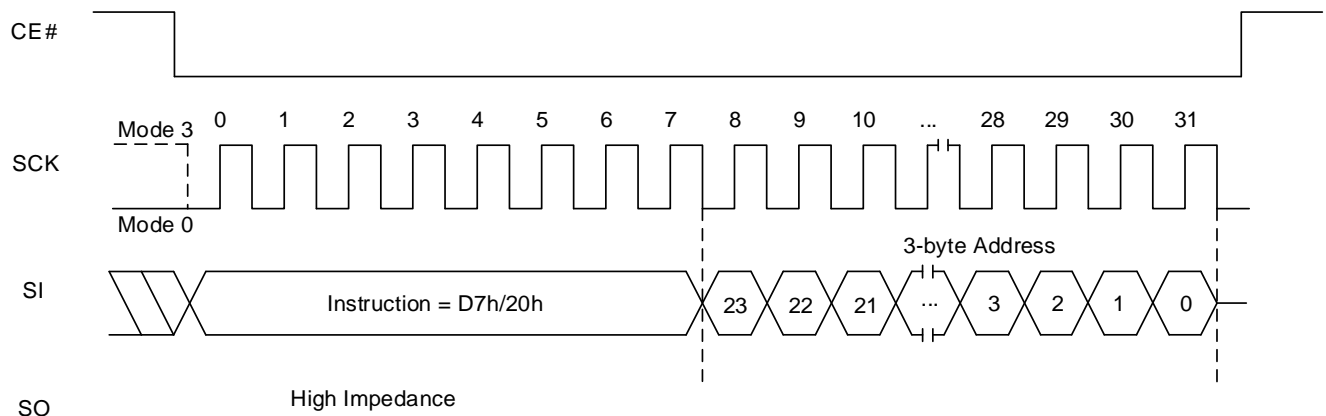 CE#
0 1 2 3 4 5 6 7 8 9 10 ... 28 29 30 31
Mode 3
SCK
Mode 0
3-byte Address
SI
Instruction = D7h/20h 23 22 21 ... 3 2 1 0
High Impedance
SO